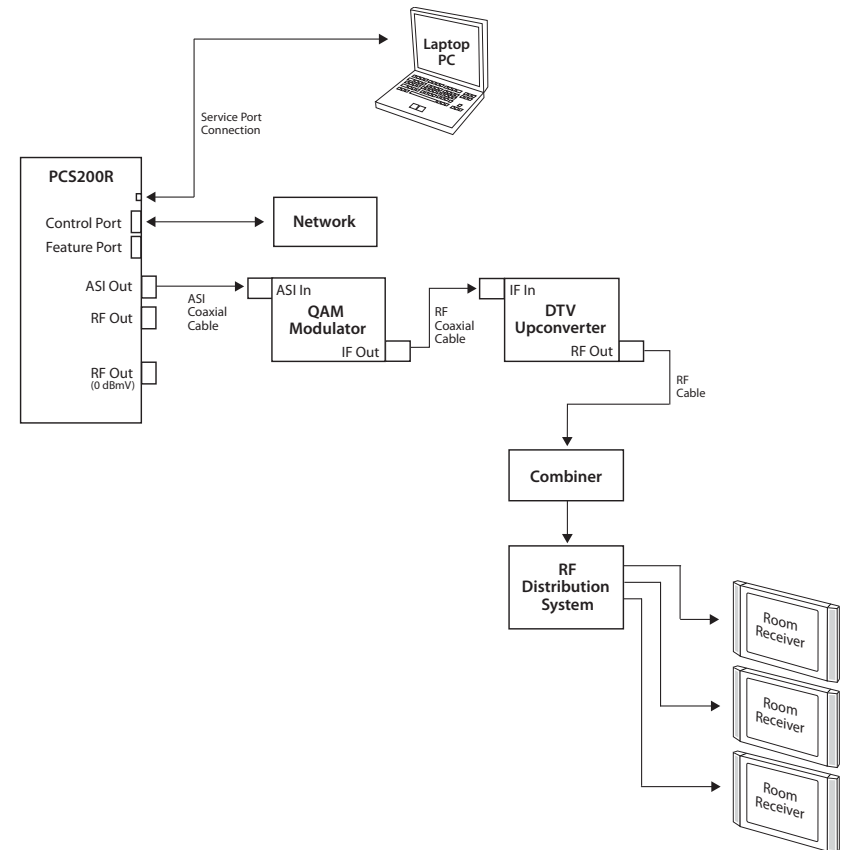 Laptop
PC
Service Port
Connection
PCS200R
Control Port
Network
Feature Port
ASI Out
ASI
Coaxial
Cable
ASI In
QAM
Modulator
IF Out
RF
Coaxial
Cable
IF In
DTV
Upconverter
RF Out
RF Out
RF Out
(0 dBmV)
RF
Cable
Combiner
RF
Distribution
System
Room
Receiver
Room
Receiver
Room
Receiver